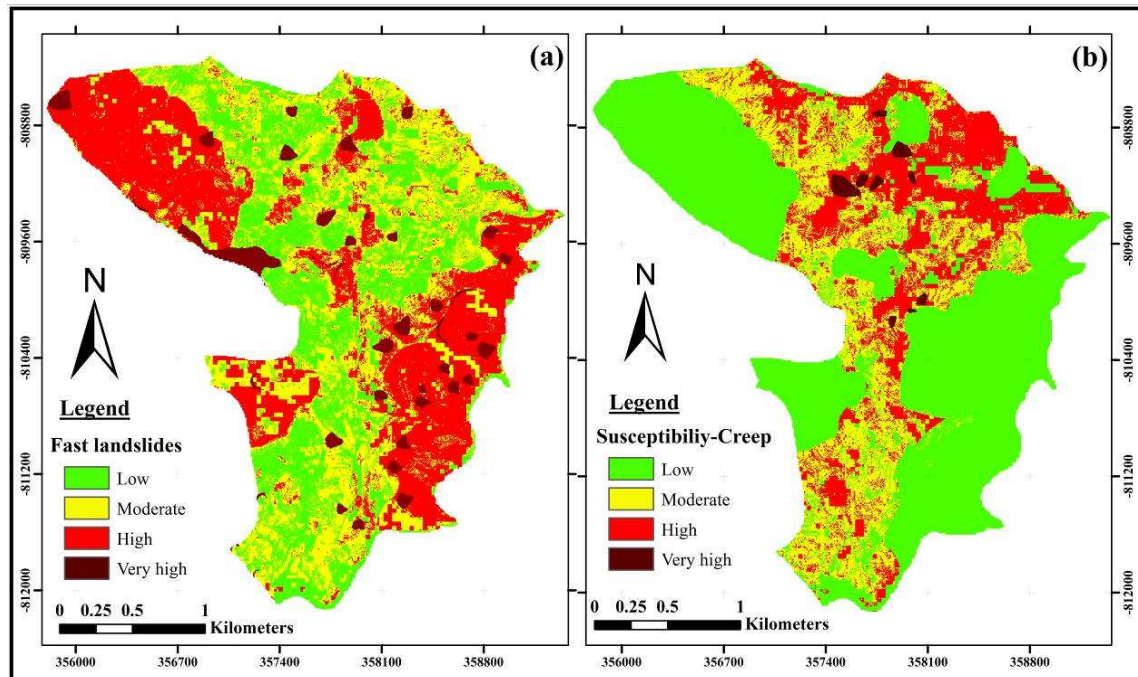 (a)
N
Legend
Fast landslides
Low
Moderate
High
Very high
0 0.25 0.5 1
Kilometers
-808800
-809600
-810400
-811200
-812000
356000 356700 357400 358100 358800
(b)
N
Legend
Susceptibiliy-Creep
Low
Moderate
High
Very high
0 0.25 0.5 1
Kilometers
-808800
-809600
-810400
-811200
-812000
356000 356700 357400 358100 358800